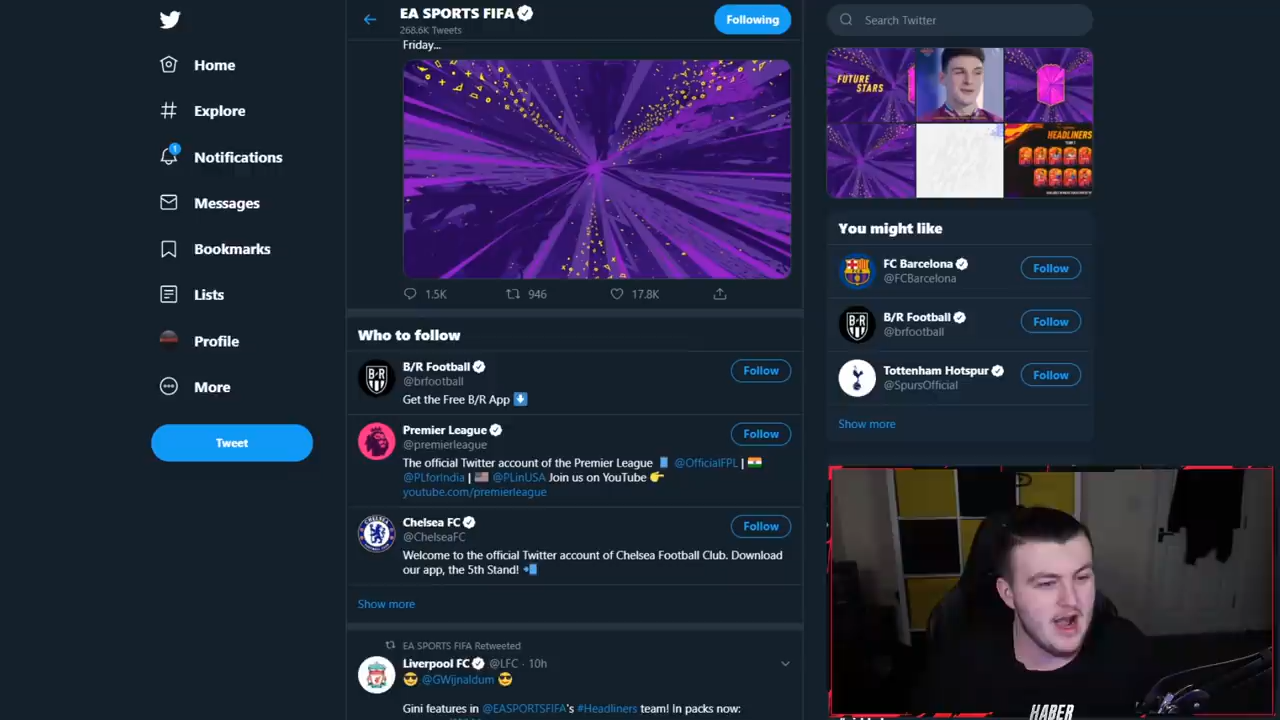 EA SPORTS FIFA
268.6K Tweets
Following
Search Twitter
Home
Explore
1
Notifications
Messages
Bookmarks
Lists
Profile
More
Tweet
Friday...
1.5K
946
17.8K
Who to follow
B/R Football
@brfootball
Follow
Get the Free B/R App
Premier League
@premierleague
Follow
The official Twitter account of the Premier League @OfficialFPL |
@PLforIndia | @PLinUSA Join us on YouTube
youtube.com/premierleague
Chelsea FC
@ChelseaFC
Follow
Welcome to the official Twitter account of Chelsea Football Club. Download
our app, the 5th Stand!
Show more
EA SPORTS FIFA Retweeted
Liverpool FC @LFC · 10h
@GWijnaldum
Gini features in @EASPORTSFIFA's #Headliners team! In packs now:
FUTURE
STARS
HEADLINERS
You might like
FC Barcelona
@FCBarcelona
Follow
B/R Football
@brfootball
Follow
Tottenham Hotspur
@SpursOfficial
Follow
Show more
HABER